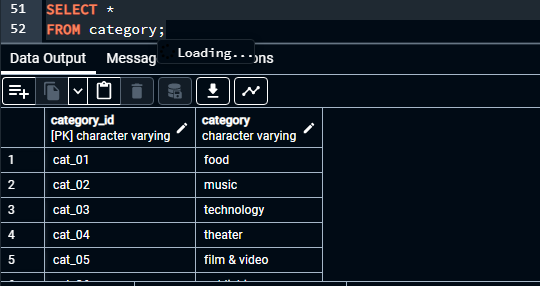 51 SELECT *
52 FROM category;
Loading...
Data Output Messag ons
category_id category
[PK] character varying character varying
1 cat_01 food
2 cat_02 music
3 cat_03 technology
4 cat_04 theater
5 cat_05 film & video